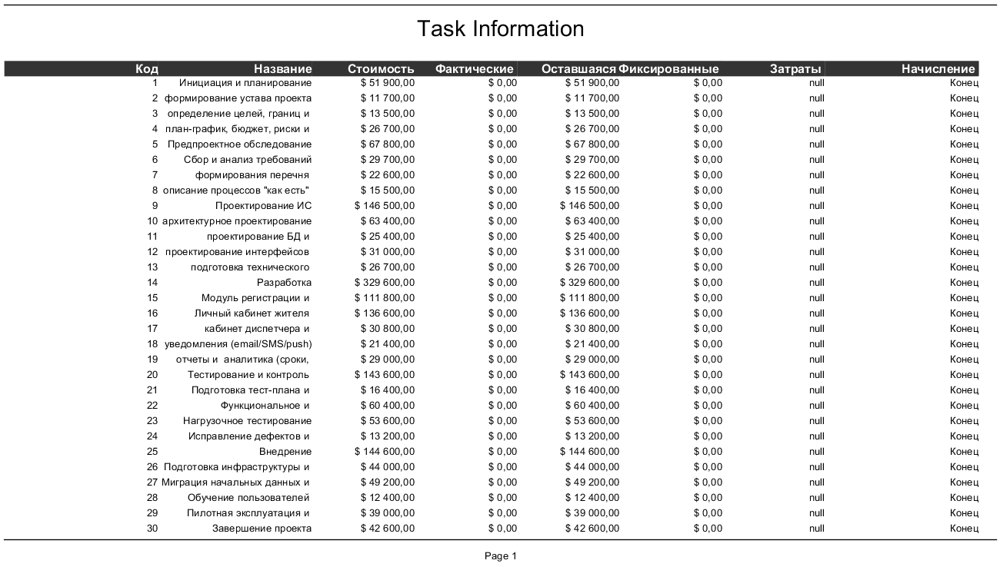 Task Information
Код Название Стоимость Фактические Оставшаяся Фиксированные Затраты Начисление
1 Инициация и планирование $ 51 900,00 $ 0,00 $ 51 900,00 $ 0,00 null Конец
2 формирование устава проекта $ 11 700,00 $ 0,00 $ 11 700,00 $ 0,00 null Конец
3 определение целей, границ и $ 13 500,00 $ 0,00 $ 13 500,00 $ 0,00 null Конец
4 план-график, бюджет, риски и $ 26 700,00 $ 0,00 $ 26 700,00 $ 0,00 null Конец
5 Предпроектное обследование $ 67 800,00 $ 0,00 $ 67 800,00 $ 0,00 null Конец
6 Сбор и анализ требований $ 29 700,00 $ 0,00 $ 29 700,00 $ 0,00 null Конец
7 формирования перечня $ 22 600,00 $ 0,00 $ 22 600,00 $ 0,00 null Конец
8 описание процессов "как есть" $ 15 500,00 $ 0,00 $ 15 500,00 $ 0,00 null Конец
9 Проектирование ИС $ 146 500,00 $ 0,00 $ 146 500,00 $ 0,00 null Конец
10 архитектурное проектирование $ 63 400,00 $ 0,00 $ 63 400,00 $ 0,00 null Конец
11 проектирование БД и $ 25 400,00 $ 0,00 $ 25 400,00 $ 0,00 null Конец
12 проектирование интерфейсов $ 31 000,00 $ 0,00 $ 31 000,00 $ 0,00 null Конец
13 подготовка технического $ 26 700,00 $ 0,00 $ 26 700,00 $ 0,00 null Конец
14 Разработка $ 329 600,00 $ 0,00 $ 329 600,00 $ 0,00 null Конец
15 Модуль регистрации и $ 111 800,00 $ 0,00 $ 111 800,00 $ 0,00 null Конец
16 Личный кабинет жителя $ 136 600,00 $ 0,00 $ 136 600,00 $ 0,00 null Конец
17 кабинет диспетчера и $ 30 800,00 $ 0,00 $ 30 800,00 $ 0,00 null Конец
18 уведомления (email/SMS/push) $ 21 400,00 $ 0,00 $ 21 400,00 $ 0,00 null Конец
19 отчеты и аналитика (сроки, $ 29 000,00 $ 0,00 $ 29 000,00 $ 0,00 null Конец
20 Тестирование и контроль $ 143 600,00 $ 0,00 $ 143 600,00 $ 0,00 null Конец
21 Подготовка тест-плана и $ 16 400,00 $ 0,00 $ 16 400,00 $ 0,00 null Конец
22 Функциональное и $ 60 400,00 $ 0,00 $ 60 400,00 $ 0,00 null Конец
23 Нагрузочное тестирование $ 53 600,00 $ 0,00 $ 53 600,00 $ 0,00 null Конец
24 Исправление дефектов и $ 13 200,00 $ 0,00 $ 13 200,00 $ 0,00 null Конец
25 Внедрение $ 144 600,00 $ 0,00 $ 144 600,00 $ 0,00 null Конец
26 Подготовка инфраструктуры и $ 44 000,00 $ 0,00 $ 44 000,00 $ 0,00 null Конец
27 Миграция начальных данных и $ 49 200,00 $ 0,00 $ 49 200,00 $ 0,00 null Конец
28 Обучение пользователей $ 12 400,00 $ 0,00 $ 12 400,00 $ 0,00 null Конец
29 Пилотная эксплуатация и $ 39 000,00 $ 0,00 $ 39 000,00 $ 0,00 null Конец
30 Завершение проекта $ 42 600,00 $ 0,00 $ 42 600,00 $ 0,00 null Конец
Page 1